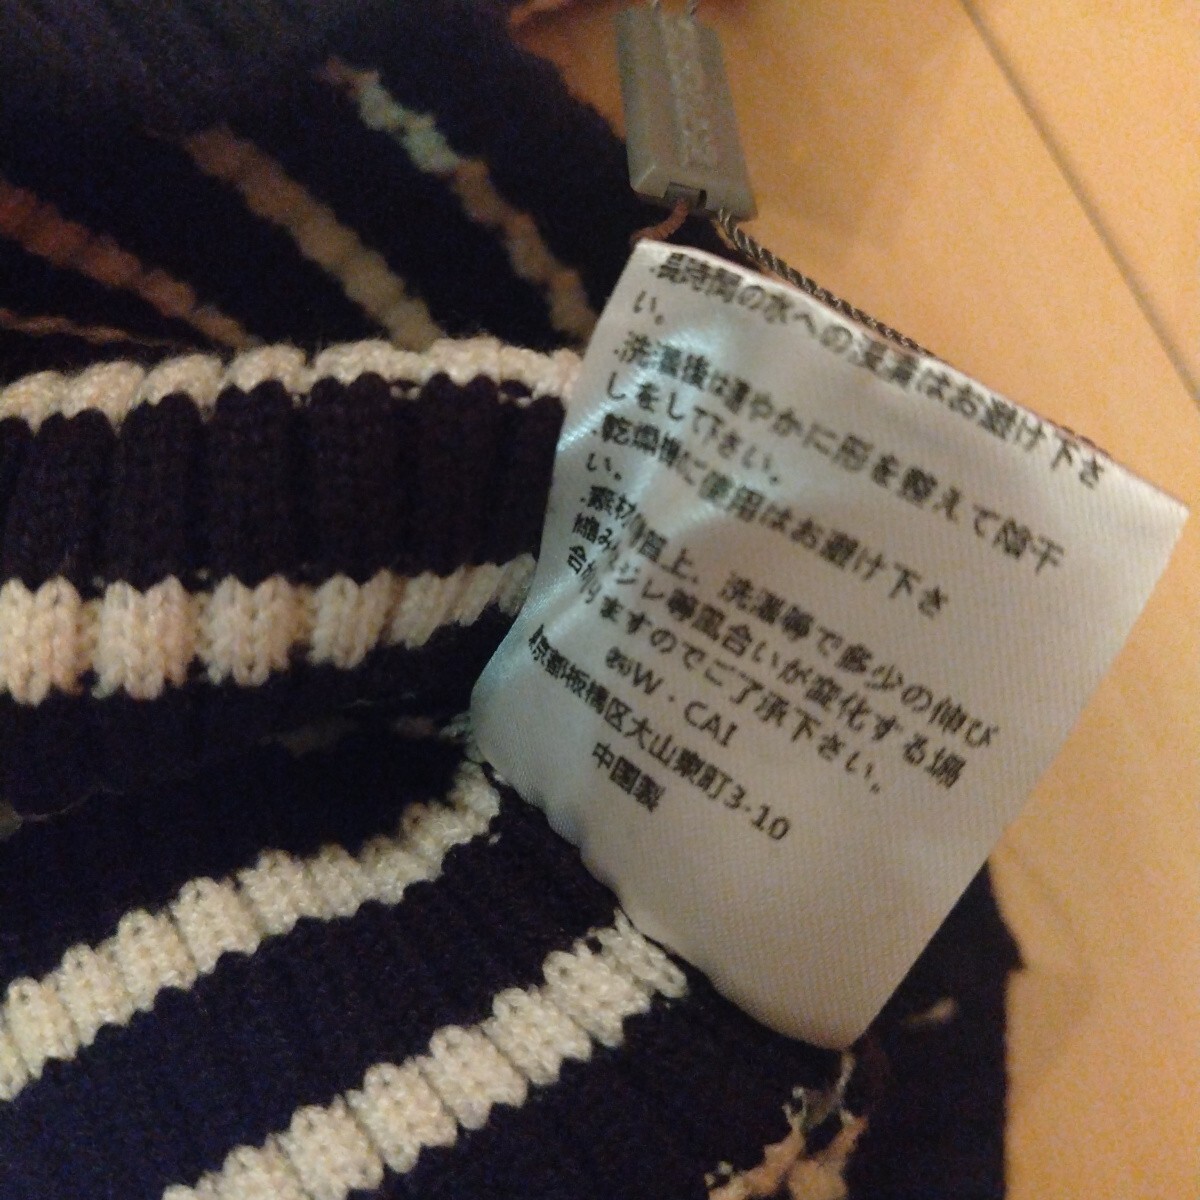 .長時間の水への浸漬はお避け下さ
い。
.洗濯後は速やかに形を整えて陰干
しをして下さい。
.乾燥機に使用はお避け下さ
い。
.素材特質上、洗濯等で多少の伸び
縮み、ネジレ等風合いが変化する場
合がありますのでご了承下さい。
㈱W・CAI
東京都板橋区大山東町3-10
中国製